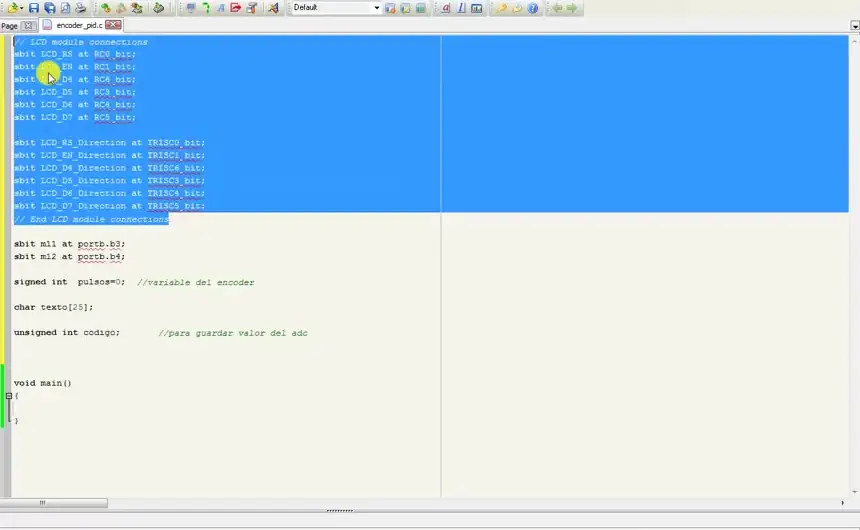 Default
Page
encoder_pid.c
// LCD module connections
sbit LCD_RS at RC0_bit;
sbit LCD_EN at RC1_bit;
sbit LCD_D4 at RC6_bit;
sbit LCD_D5 at RC3_bit;
sbit LCD_D6 at RC4_bit;
sbit LCD_D7 at RC5_bit;
sbit LCD_RS_Direction at TRISC0_bit;
sbit LCD_EN_Direction at TRISC1_bit;
sbit LCD_D4_Direction at TRISC6_bit;
sbit LCD_D5_Direction at TRISC3_bit;
sbit LCD_D6_Direction at TRISC4_bit;
sbit LCD_D7_Direction at TRISC5_bit;
// End LCD module connections
sbit m11 at portb.b3;
sbit m12 at portb.b4;
signed int  pulsos=0;  //variable del encoder
char texto[25];
unsigned int codigo;      //para guardar valor del adc
void main()
{
}